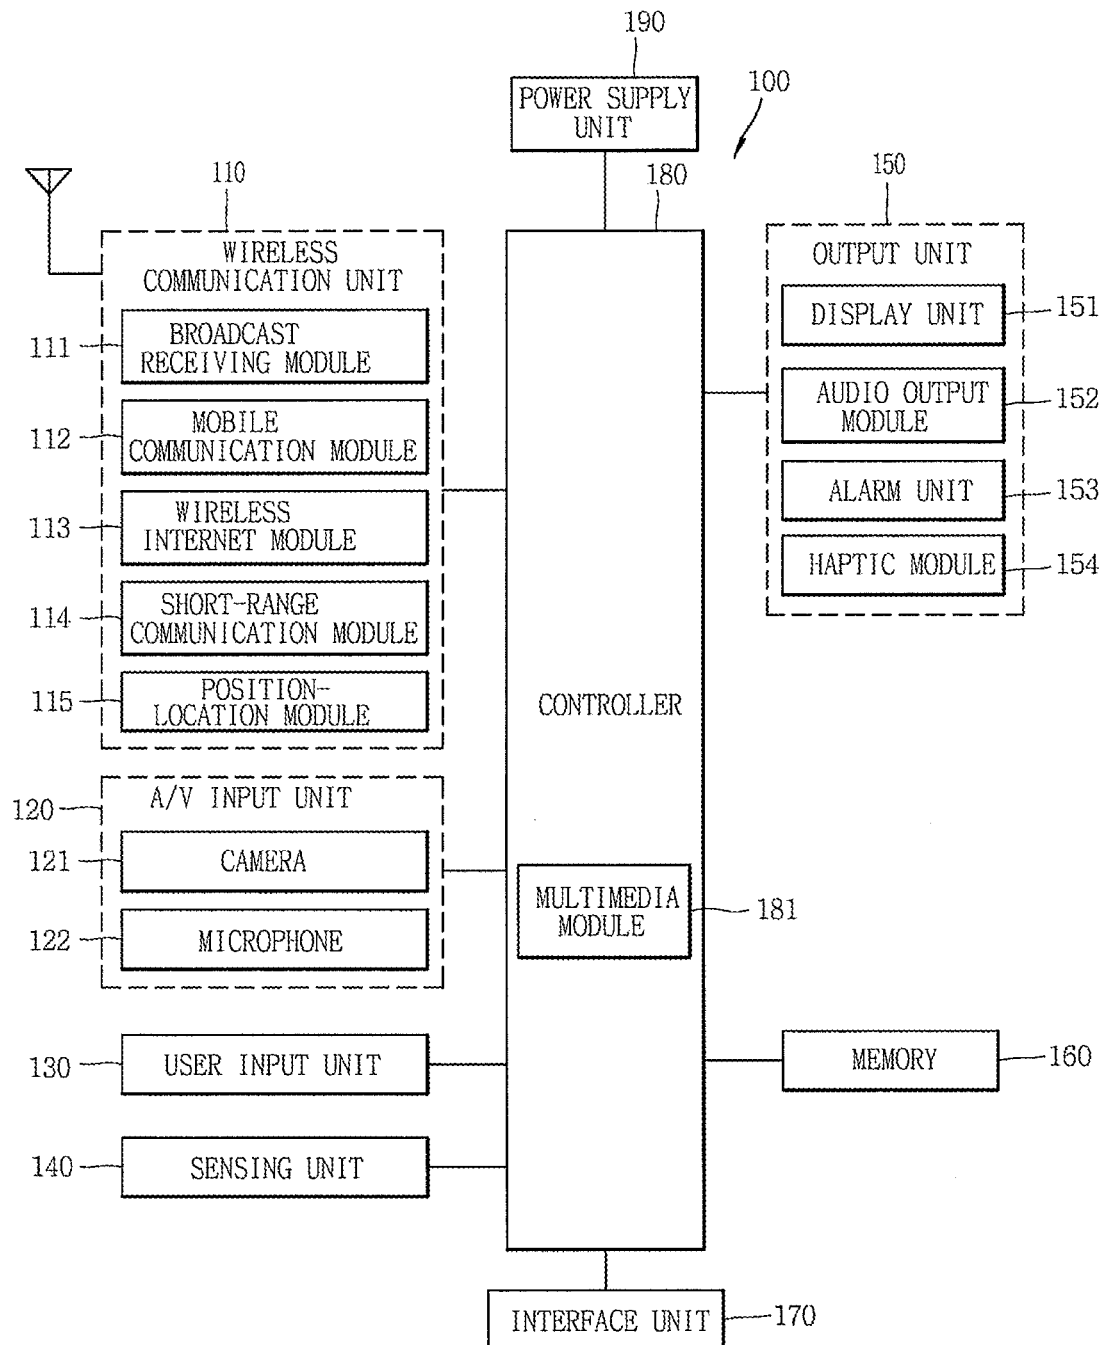 190
POWER SUPPLY
UNIT
100
110
180
150
WIRELESS
COMMUNICATION UNIT
111
BROADCAST
RECEIVING MODULE
112
MOBILE
COMMUNICATION MODULE
113
WIRELESS
INTERNET MODULE
114
SHORT-RANGE
COMMUNICATION MODULE
115
POSITION-
LOCATION MODULE
120
A/V INPUT UNIT
121
CAMERA
122
MICROPHONE
130
USER INPUT UNIT
140
SENSING UNIT
CONTROLLER
MULTIMEDIA
MODULE
181
OUTPUT UNIT
DISPLAY UNIT
151
AUDIO OUTPUT
MODULE
152
ALARM UNIT
153
HAPTIC MODULE
154
MEMORY
160
INTERFACE UNIT
170